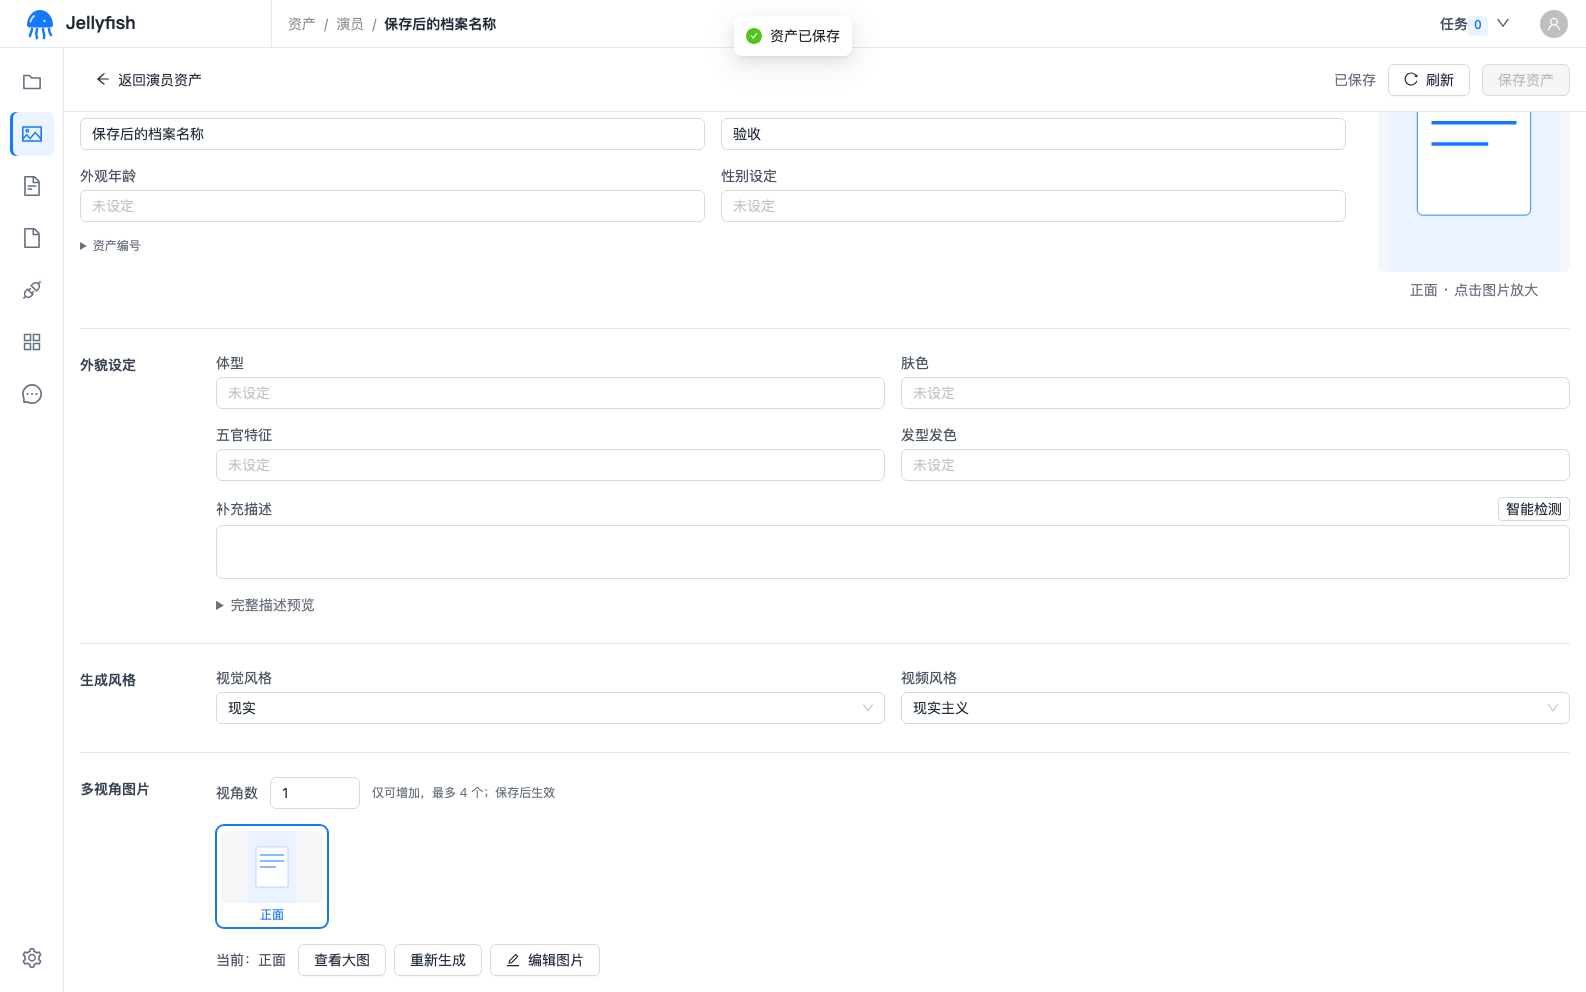 Jellyfish
资产 / 演员 / 保存后的档案名称
资产已保存
任务 0
返回演员资产
已保存
刷新
保存资产
保存后的档案名称
验收
外观年龄
性别设定
未设定
未设定
资产编号
正面 · 点击图片放大
外貌设定
体型
肤色
未设定
未设定
五官特征
发型发色
未设定
未设定
补充描述
智能检测
完整描述预览
生成风格
视觉风格
视频风格
现实
现实主义
多视角图片
视角数
1
仅可增加，最多 4 个；保存后生效
正面
当前：正面
查看大图
重新生成
编辑图片